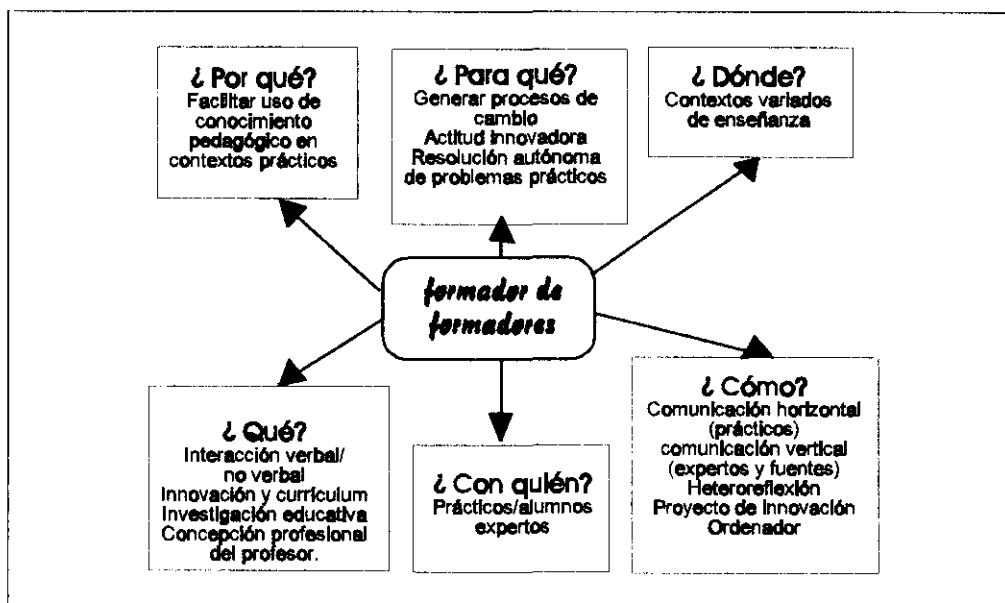 ¿ Por qué?
Facilitar uso de
conocimiento
pedagógico en
contextos prácticos
¿ Para qué?
Generar procesos de
cambio
Actitud innovadora
Resolución autónoma
de problemas prácticos
¿ Dónde?
Contextos variados
de enseñanza
formador de
formadores
¿ Qué?
Interacción verbal/
no verbal
Innovación y curriculum
Investigación educativa
Concepción profesional
del profesor.
¿ Con quién?
Prácticos/alumnos
expertos
¿ Cómo?
Comunicación horizontal
(prácticos)
comunicación vertical
(expertos y fuentes)
Heteroreflexión
Proyecto de Innovación
Ordenador